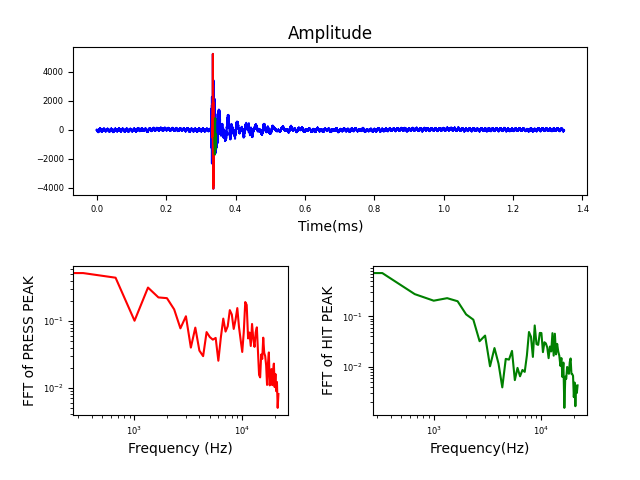 Amplitude
4000
2000
0
−2000
−4000
0.0 0.2 0.4 0.6 0.8 1.0 1.2 1.4
Time(ms)
FFT of PRESS PEAK
10⁻¹
10⁻²
10³ 10⁴
Frequency (Hz)
FFT of HIT PEAK
10⁻¹
10⁻²
10³ 10⁴
Frequency(Hz)